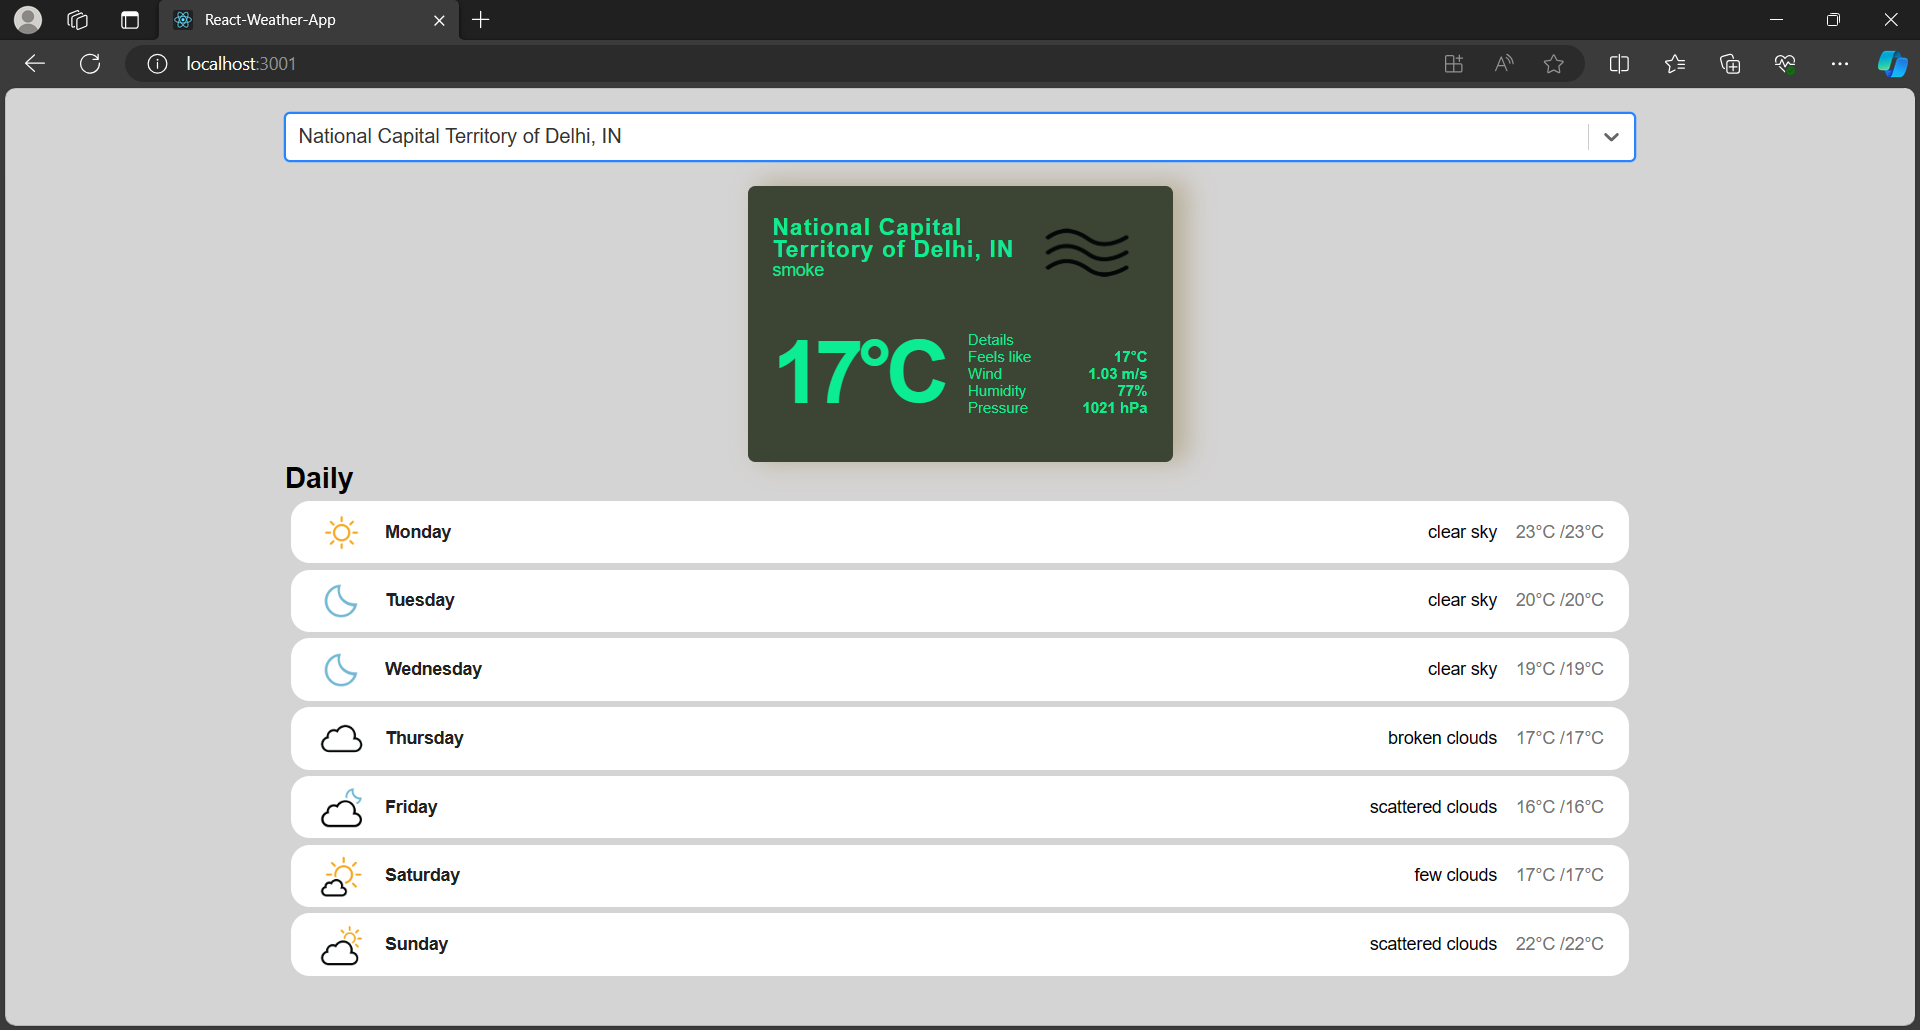 React-Weather-App
localhost:3001
National Capital Territory of Delhi, IN
National Capital
Territory of Delhi, IN
smoke
17°C
Details
Feels like 17°C
Wind 1.03 m/s
Humidity 77%
Pressure 1021 hPa
Daily
Monday clear sky 23°C /23°C
Tuesday clear sky 20°C /20°C
Wednesday clear sky 19°C /19°C
Thursday broken clouds 17°C /17°C
Friday scattered clouds 16°C /16°C
Saturday few clouds 17°C /17°C
Sunday scattered clouds 22°C /22°C